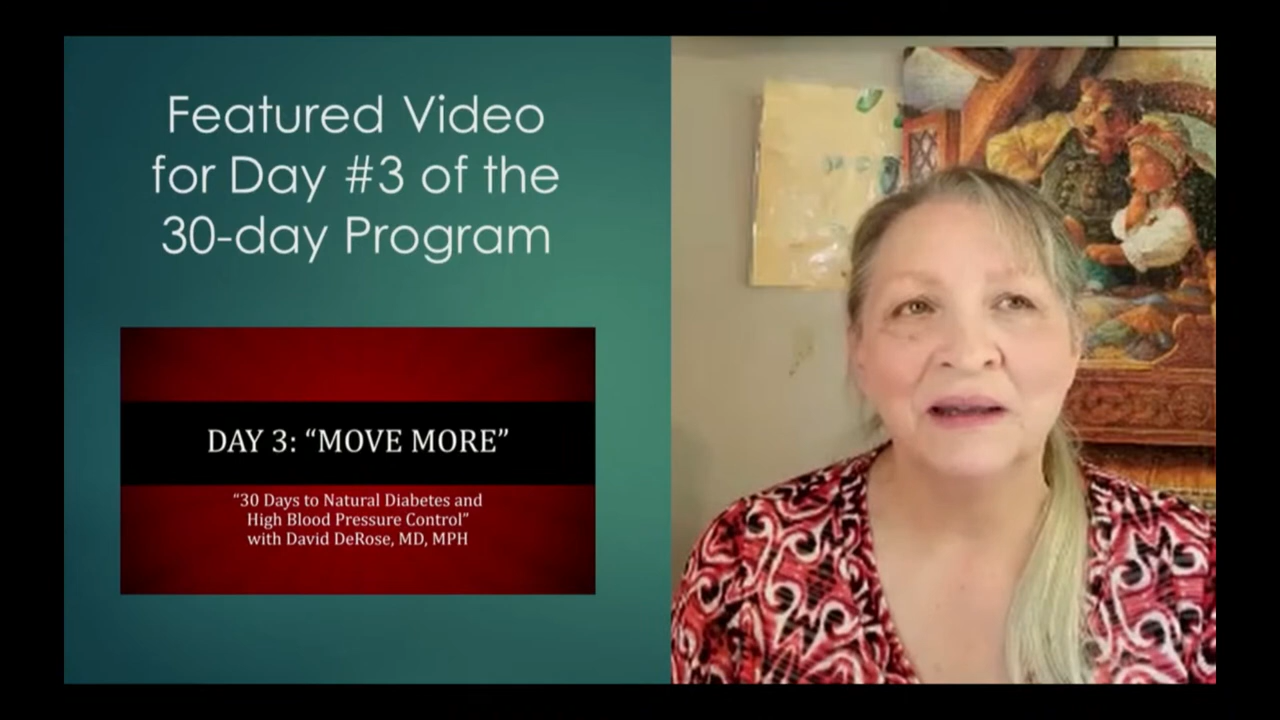 Featured Video
for Day #3 of the
30-day Program
DAY 3: “MOVE MORE”
“30 Days to Natural Diabetes and
High Blood Pressure Control”
with David DeRose, MD, MPH